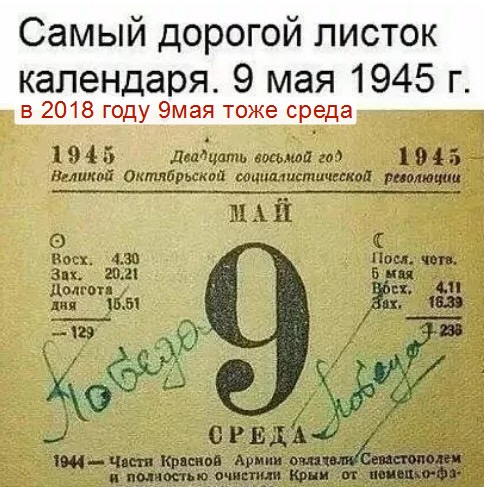 Самый дорогой листок
календаря. 9 мая 1945 г.
в 2018 году 9мая тоже среда
1945 Двадцать восьмой год 1945
Великой Октябрьской социалистической революции
МАЙ
Восх. 4.30
Зах. 20.21
Долгота
дня 15.51
— 129
9
Посл. четв.
5 мая
Восх. 4.11
Зах. 16.39
236
Победа
Победа
СРЕДА
1944 — Части Красной Армии овладели Севастополем
и полностью очистили Крым от немецко-фа-